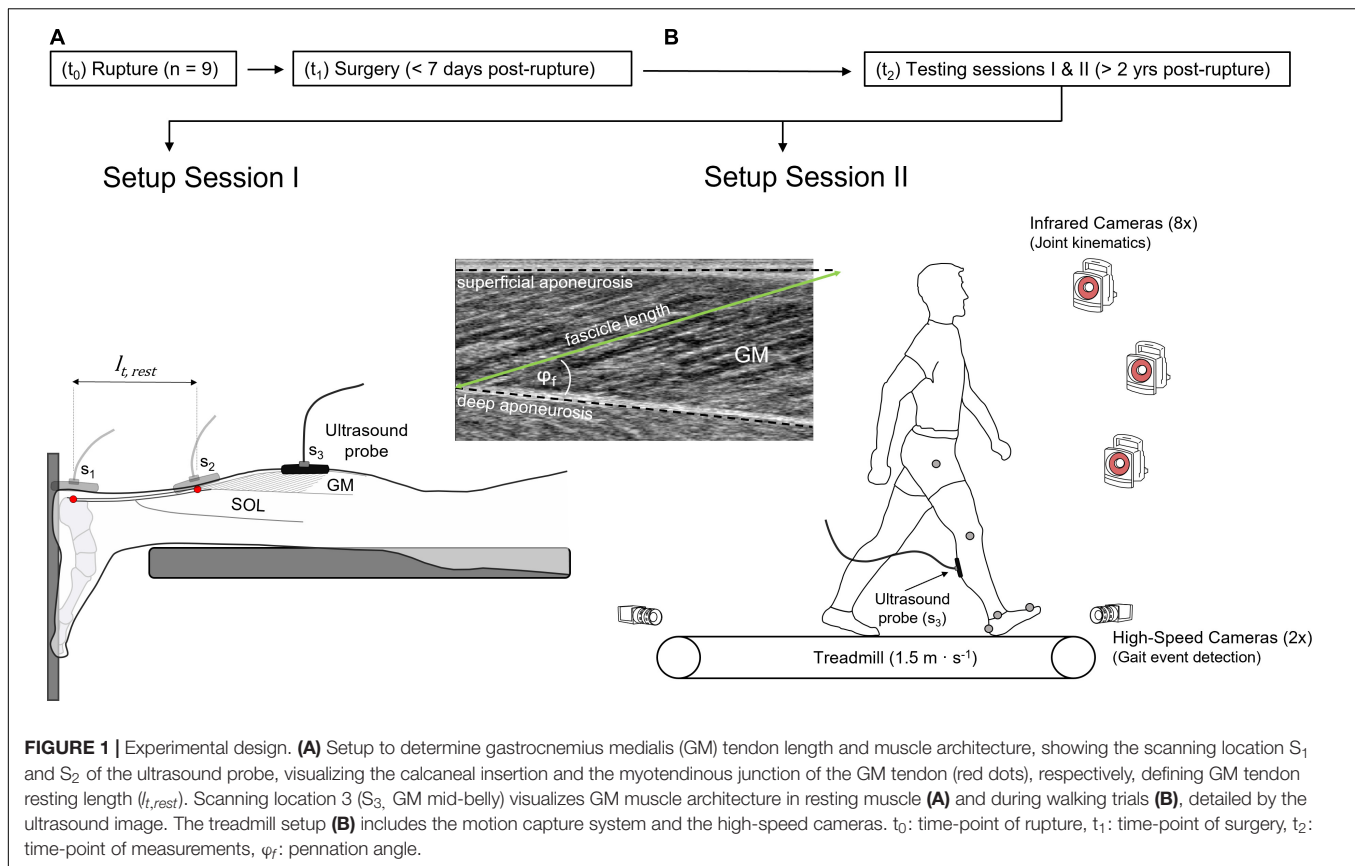 A
B
(t₀) Rupture (n = 9)
(t₁) Surgery (< 7 days post-rupture)
(t₂) Testing sessions I & II (> 2 yrs post-rupture)
Setup Session I
Setup Session II
Infrared Cameras (8x)
(Joint kinematics)
superficial aponeurosis
fascicle length
GM
φf
deep aponeurosis
lt, rest
s₁
s₂
s₃
Ultrasound
probe
GM
SOL
Ultrasound
probe (s₃)
Treadmill (1.5 m · s⁻¹)
High-Speed Cameras (2x)
(Gait event detection)
FIGURE 1 | Experimental design. (A) Setup to determine gastrocnemius medialis (GM) tendon length and muscle architecture, showing the scanning location S₁
and S₂ of the ultrasound probe, visualizing the calcaneal insertion and the myotendinous junction of the GM tendon (red dots), respectively, defining GM tendon
resting length (lt,rest). Scanning location 3 (S₃, GM mid-belly) visualizes GM muscle architecture in resting muscle (A) and during walking trials (B), detailed by the
ultrasound image. The treadmill setup (B) includes the motion capture system and the high-speed cameras. t₀: time-point of rupture, t₁: time-point of surgery, t₂:
time-point of measurements, φf: pennation angle.